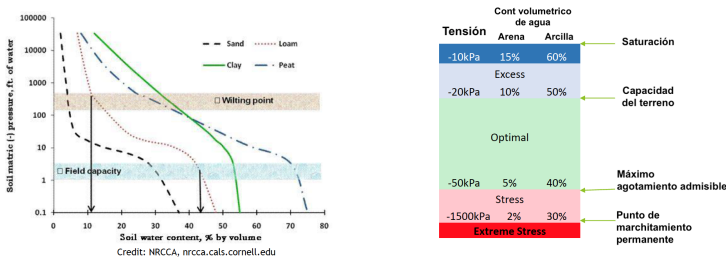 100000
10000
1000
100
10
1
0.1
Soil matric (-) pressure, ft. of water
Sand
Loam
Clay
Peat
□ Wilting point
□ Field capacity
0 10 20 30 40 50 60 70 80
Soil water content, % by volume
Credit: NRCCA, nrcca.cals.cornell.edu
Cont volumetrico
de agua
Tensión
Arena Arcilla
-10kPa 15% 60%
Excess
-20kPa 10% 50%
Optimal
-50kPa 5% 40%
Stress
-1500kPa 2% 30%
Extreme Stress
Saturación
Capacidad
del terreno
Máximo
agotamiento admisible
Punto de
marchitamiento
permanente